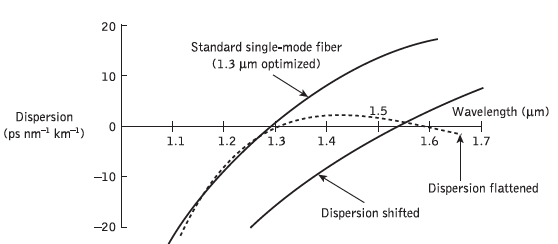 20
Standard single-mode fiber
(1.3 μm optimized)
10
Dispersion
(ps nm⁻¹ km⁻¹)
0
1.5
Wavelength (μm)
1.1
1.2
1.3
1.4
1.6
1.7
−10
Dispersion flattened
Dispersion shifted
−20